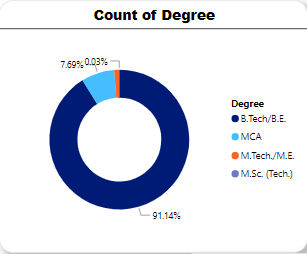 Count of Degree
7.69%
0.03%
Degree
B.Tech/B.E.
MCA
M.Tech./M.E.
M.Sc. (Tech.)
91.14%